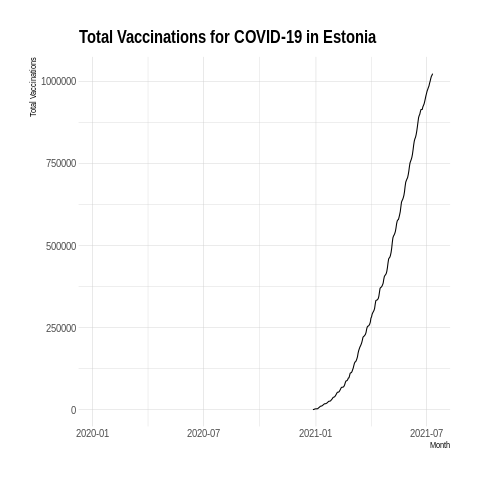 Total Vaccinations for COVID-19 in Estonia
Total Vaccinations
1000000
750000
500000
250000
0
2020-01 2020-07 2021-01 2021-07
Month